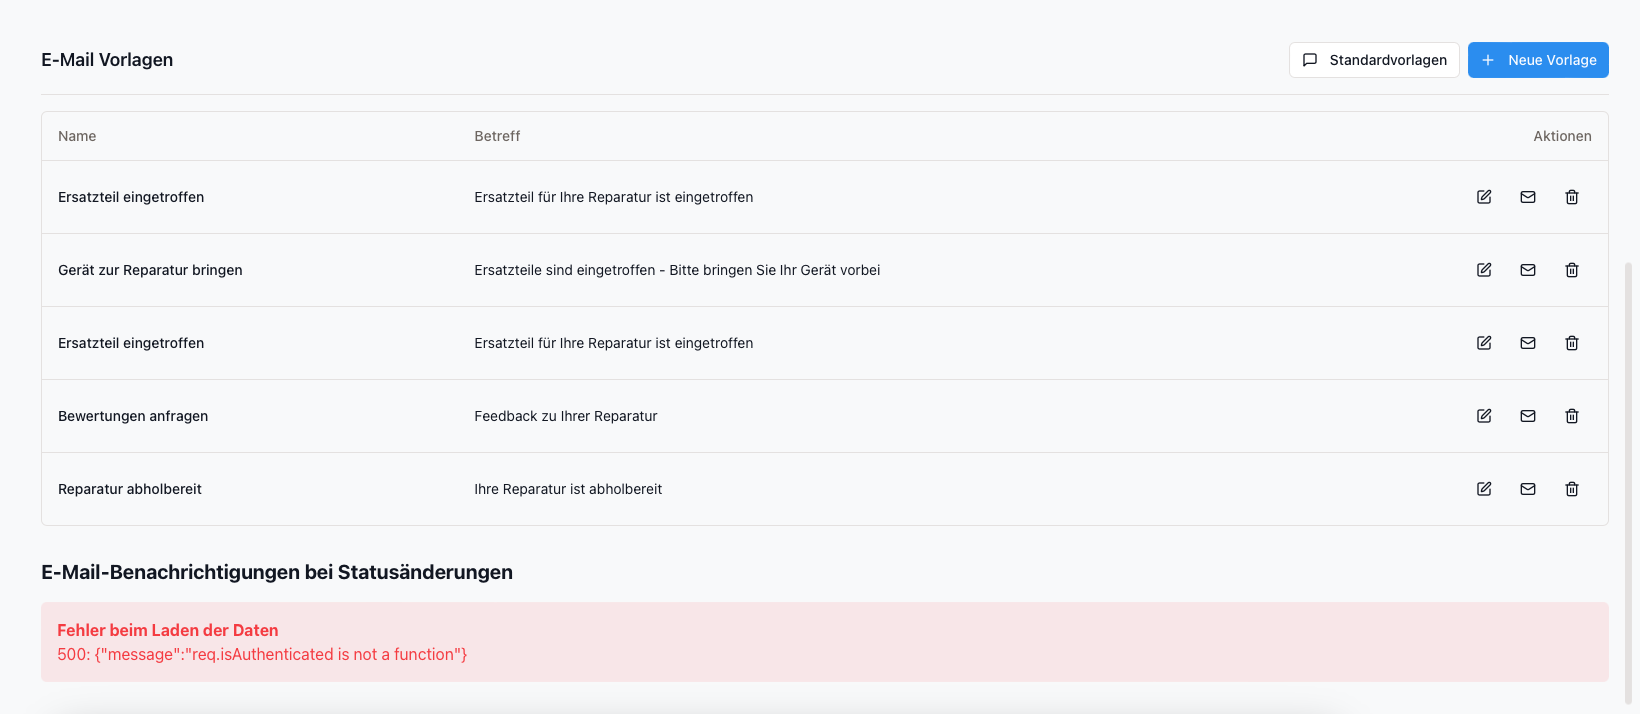 E-Mail Vorlagen
Standardvorlagen
Neue Vorlage
Name Betreff Aktionen
Ersatzteil eingetroffen Ersatzteil für Ihre Reparatur ist eingetroffen
Gerät zur Reparatur bringen Ersatzteile sind eingetroffen - Bitte bringen Sie Ihr Gerät vorbei
Ersatzteil eingetroffen Ersatzteil für Ihre Reparatur ist eingetroffen
Bewertungen anfragen Feedback zu Ihrer Reparatur
Reparatur abholbereit Ihre Reparatur ist abholbereit
E-Mail-Benachrichtigungen bei Statusänderungen
Fehler beim Laden der Daten
500: {"message":"req.isAuthenticated is not a function"}